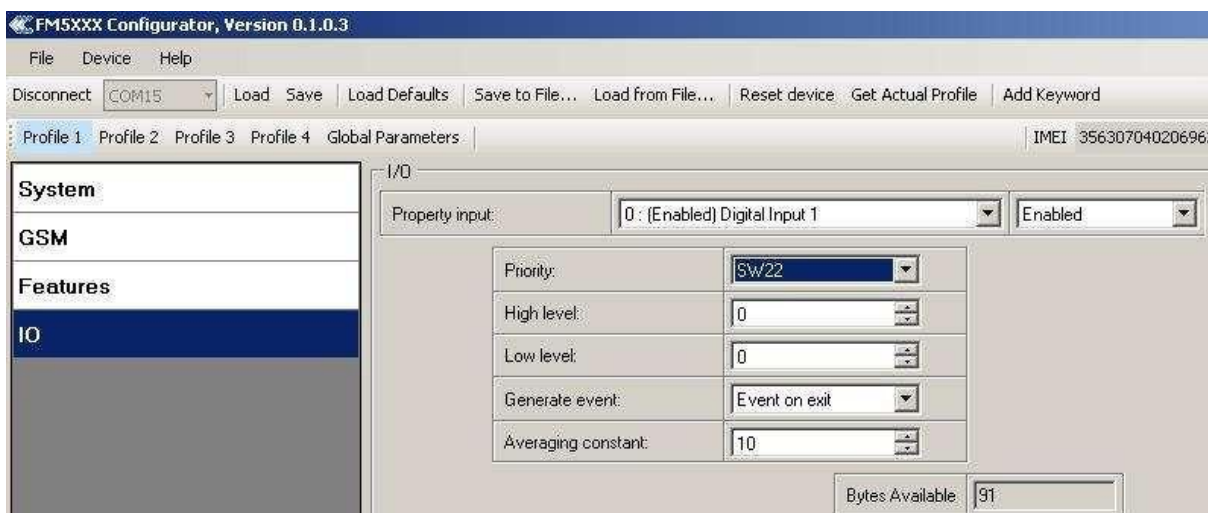 FM5XXX Configurator, Version 0.1.0.3
File Device Help
Disconnect COM15 Load Save Load Defaults Save to File... Load from File... Reset device Get Actual Profile Add Keyword
Profile 1 Profile 2 Profile 3 Profile 4 Global Parameters IMEI 35630704020696
System
GSM
Features
IO
I/O
Property input: 0 : (Enabled) Digital Input 1 Enabled
Priority: SW22
High level: 0
Low level: 0
Generate event: Event on exit
Averaging constant: 10
Bytes Available 91